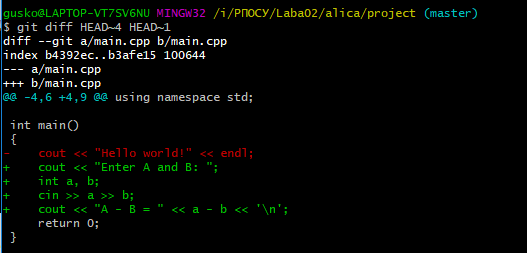 gusko@LAPTOP-VT7SV6NU MINGW32 /i/РПОСУ/Laba02/alica/project (master)
$ git diff HEAD~4 HEAD~1
diff --git a/main.cpp b/main.cpp
index b4392ec..b3afe15 100644
--- a/main.cpp
+++ b/main.cpp
@@ -4,6 +4,9 @@ using namespace std;

 int main()
 {
-    cout << "Hello world!" << endl;
+    cout << "Enter A and B: ";
+    int a, b;
+    cin >> a >> b;
+    cout << "A - B = " << a - b << '\n';
     return 0;
 }